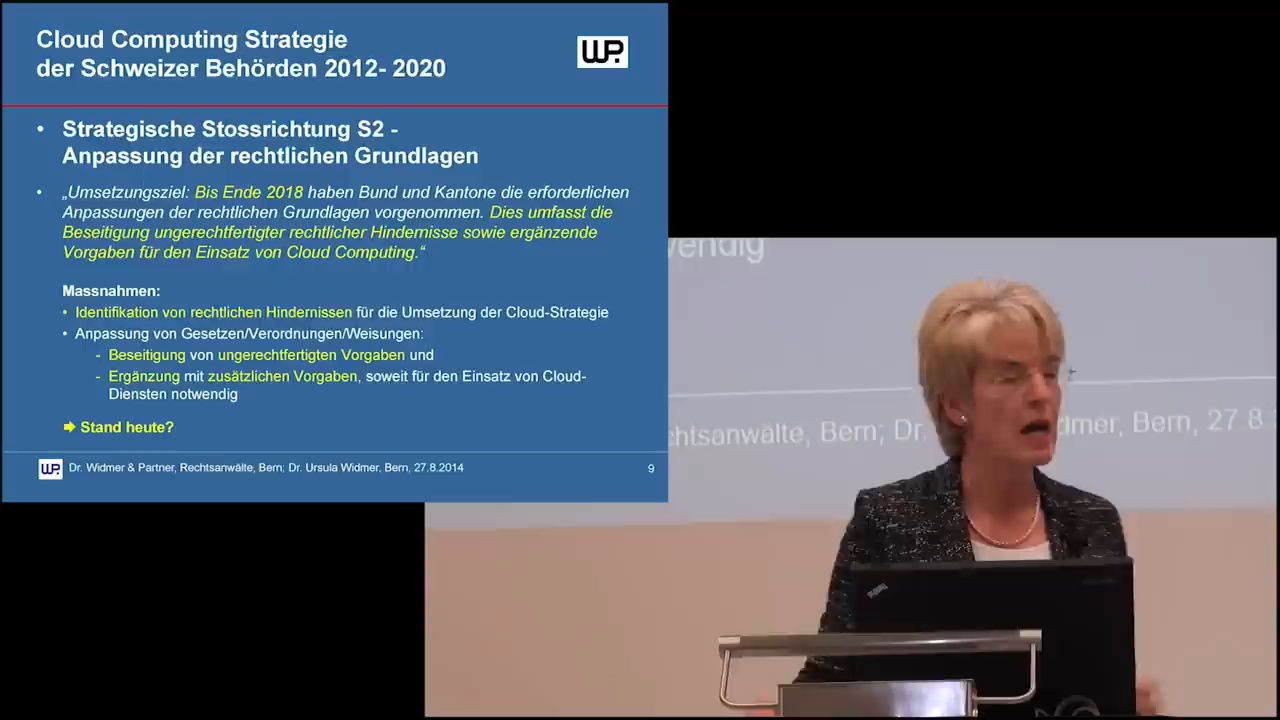 Cloud Computing Strategie
der Schweizer Behörden 2012- 2020
WP.
• Strategische Stossrichtung S2 -
Anpassung der rechtlichen Grundlagen
• „Umsetzungsziel: Bis Ende 2018 haben Bund und Kantone die erforderlichen
Anpassungen der rechtlichen Grundlagen vorgenommen. Dies umfasst die
Beseitigung ungerechtfertigter rechtlicher Hindernisse sowie ergänzende
Vorgaben für den Einsatz von Cloud Computing.“
Massnahmen:
• Identifikation von rechtlichen Hindernissen für die Umsetzung der Cloud-Strategie
• Anpassung von Gesetzen/Verordnungen/Weisungen:
- Beseitigung von ungerechtfertigten Vorgaben und
- Ergänzung mit zusätzlichen Vorgaben, soweit für den Einsatz von Cloud-
Diensten notwendig
➡ Stand heute?
WP. Dr. Widmer & Partner, Rechtsanwälte, Bern; Dr. Ursula Widmer, Bern, 27.8.2014
9
wendig
chtsanwälte, Bern; Dr. dmer, Bern, 27.8.